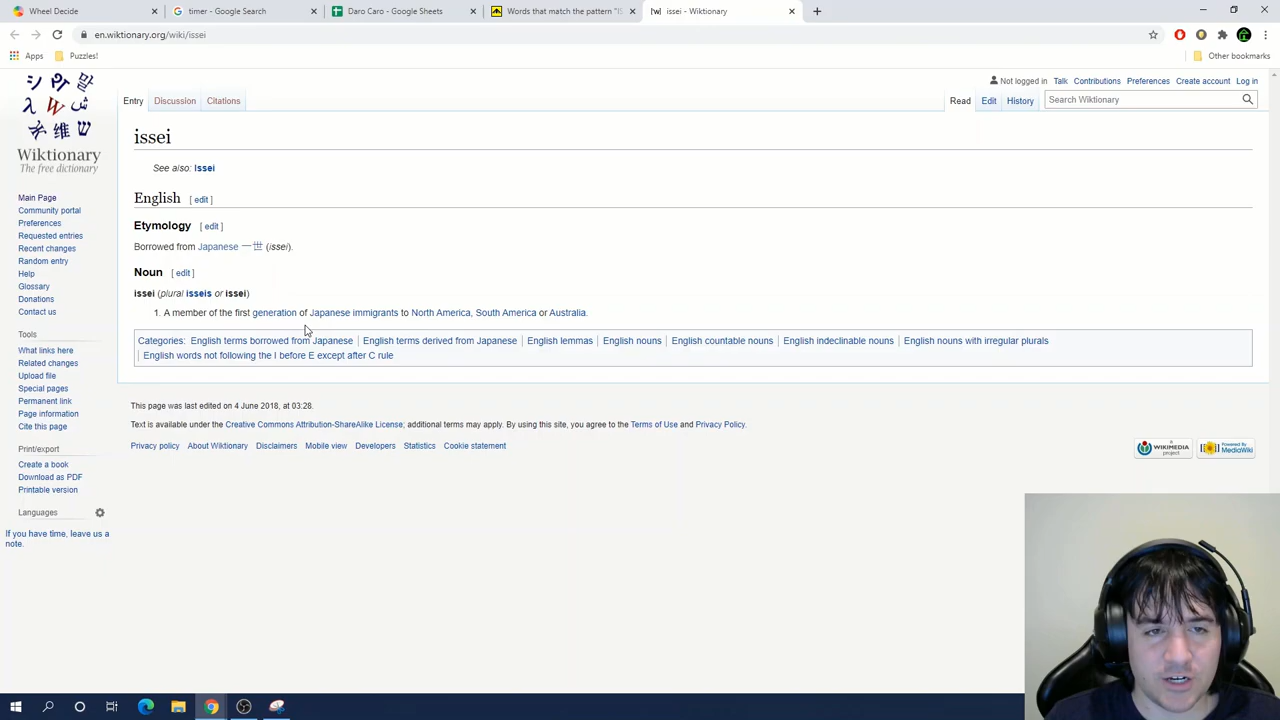 Wheel Decide
timer - Google Search
Daro Caro - Google Sheets
Words that match the pattern "IS
issei - Wiktionary
en.wiktionary.org/wiki/issei
Apps
Puzzles!
Other bookmarks
Not logged in Talk Contributions Preferences Create account Log in
Entry Discussion Citations
Read Edit History Search Wiktionary
Wiktionary
The free dictionary
Main Page
Community portal
Preferences
Requested entries
Recent changes
Random entry
Help
Glossary
Donations
Contact us
Tools
What links here
Related changes
Upload file
Special pages
Permanent link
Page information
Cite this page
Print/export
Create a book
Download as PDF
Printable version
Languages
If you have time, leave us a
note.
issei
See also: Issei
English [ edit ]
Etymology [ edit ]
Borrowed from Japanese 一世 (issei).
Noun [ edit ]
issei (plural isseis or issei)
1. A member of the first generation of Japanese immigrants to North America, South America or Australia.
Categories: English terms borrowed from Japanese | English terms derived from Japanese | English lemmas | English nouns | English countable nouns | English indeclinable nouns | English nouns with irregular plurals
| English words not following the I before E except after C rule
This page was last edited on 4 June 2018, at 03:28.
Text is available under the Creative Commons Attribution-ShareAlike License; additional terms may apply. By using this site, you agree to the Terms of Use and Privacy Policy.
Privacy policy About Wiktionary Disclaimers Mobile view Developers Statistics Cookie statement
WIKIMEDIA
project
Powered By
MediaWiki